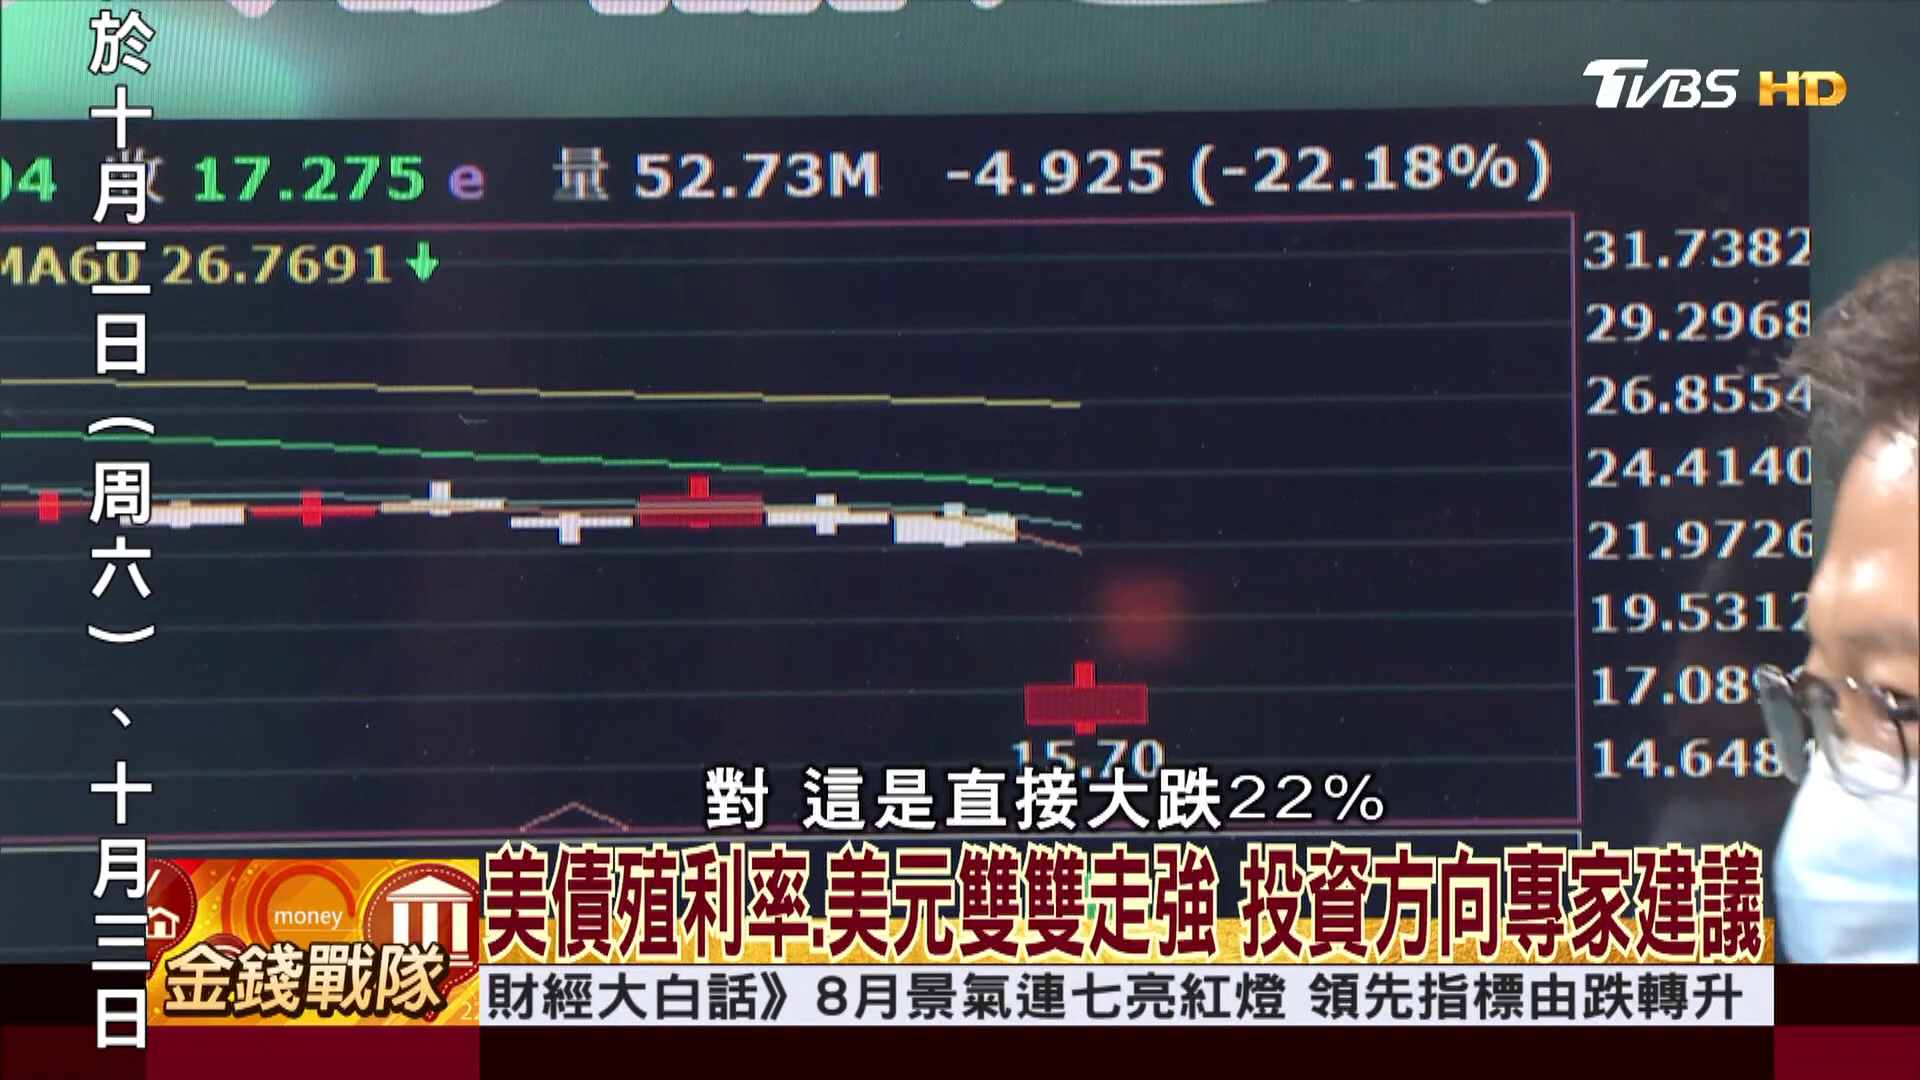 於十月二日(周六)、十月三日
TVBS HD
收 17.275 e 量 52.73M -4.925 (-22.18%)
MA60 26.7691
31.7382
29.2968
26.8554
24.4140
21.9726
19.5312
17.089
14.648
15.70
對 這是直接大跌22%
美債殖利率.美元雙雙走強 投資方向專家建議
money
金錢戰隊
財經大白話》8月景氣連七亮紅燈 領先指標由跌轉升